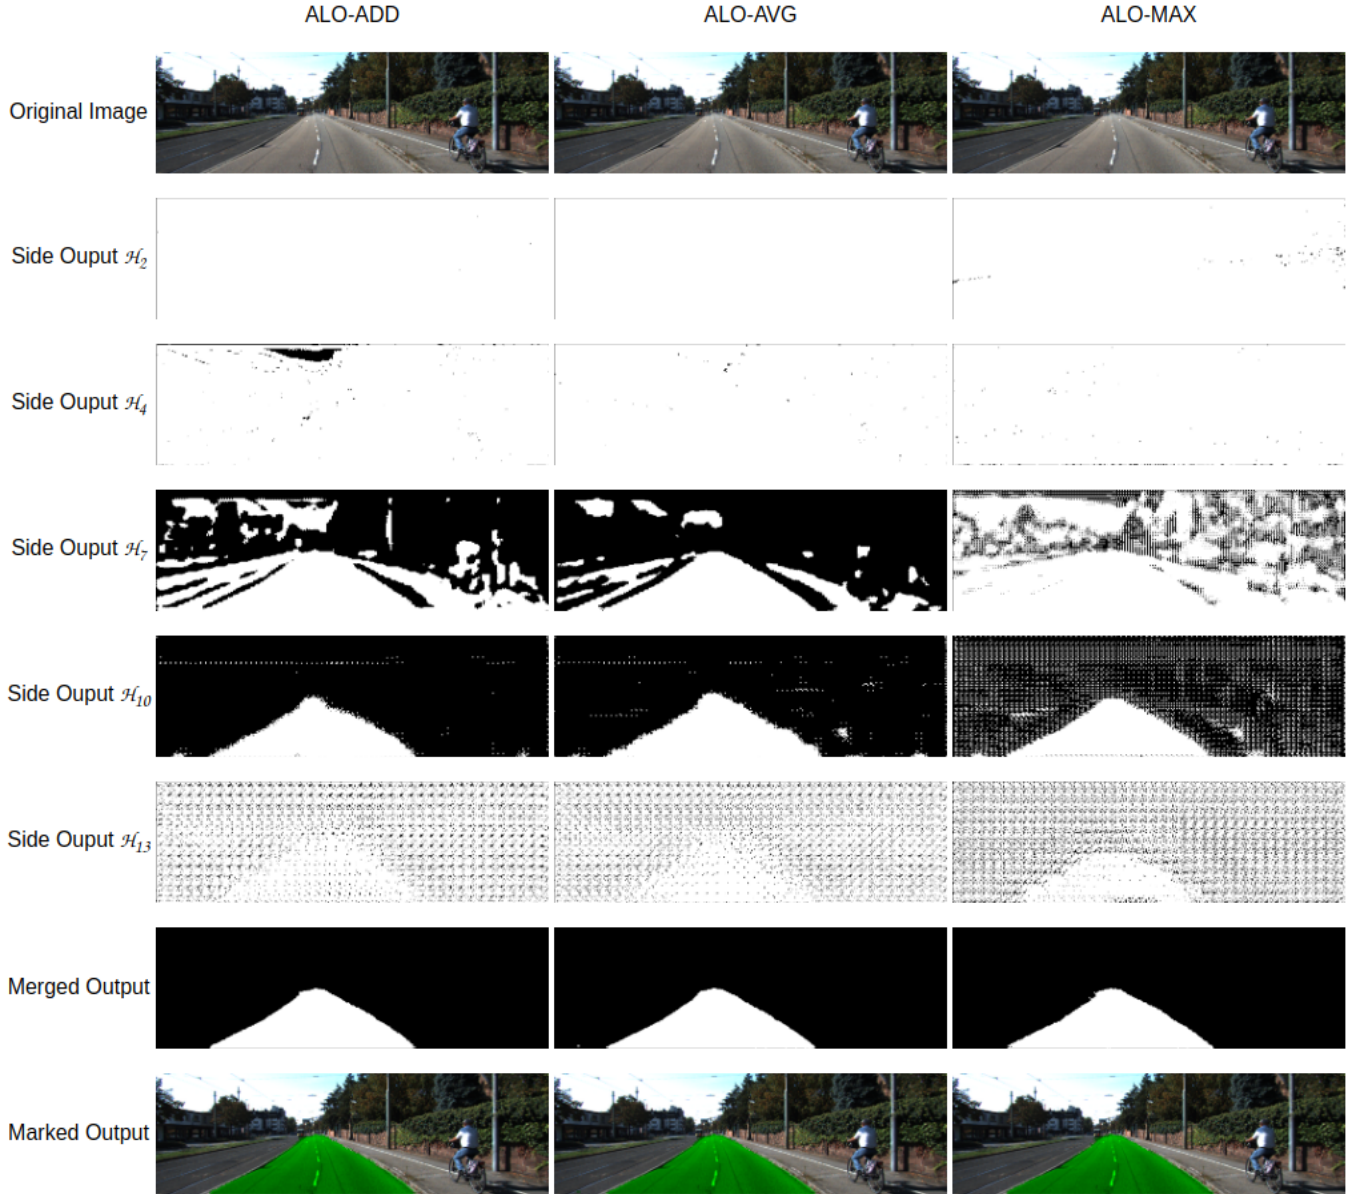 ALO-ADD ALO-AVG ALO-MAX
Original Image
Side Ouput ℋ2
Side Ouput ℋ4
Side Ouput ℋ7
Side Ouput ℋ10
Side Ouput ℋ13
Merged Output
Marked Output